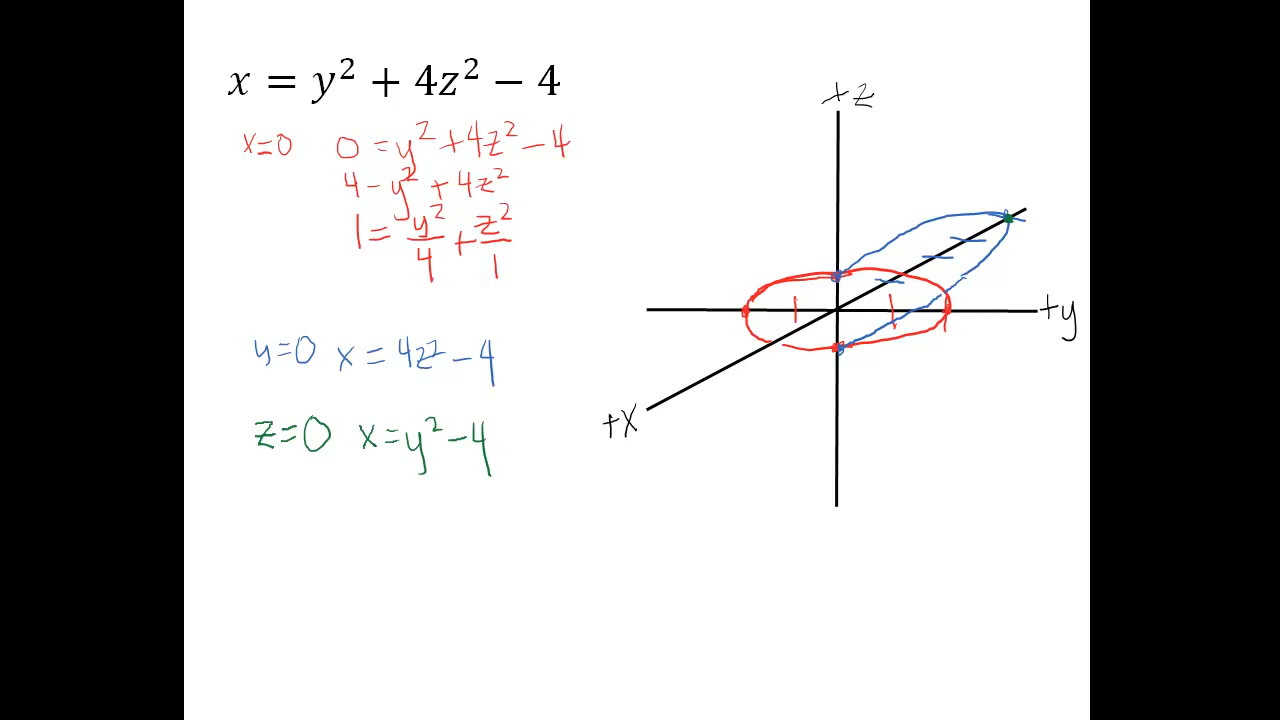 x = y² + 4z² − 4
x=0 0 = y² + 4z² − 4
4 − y² + 4z²
1 = y²/4 + z²/1
y=0 x = 4z² − 4
z=0 x = y² − 4
+z
+y
+x